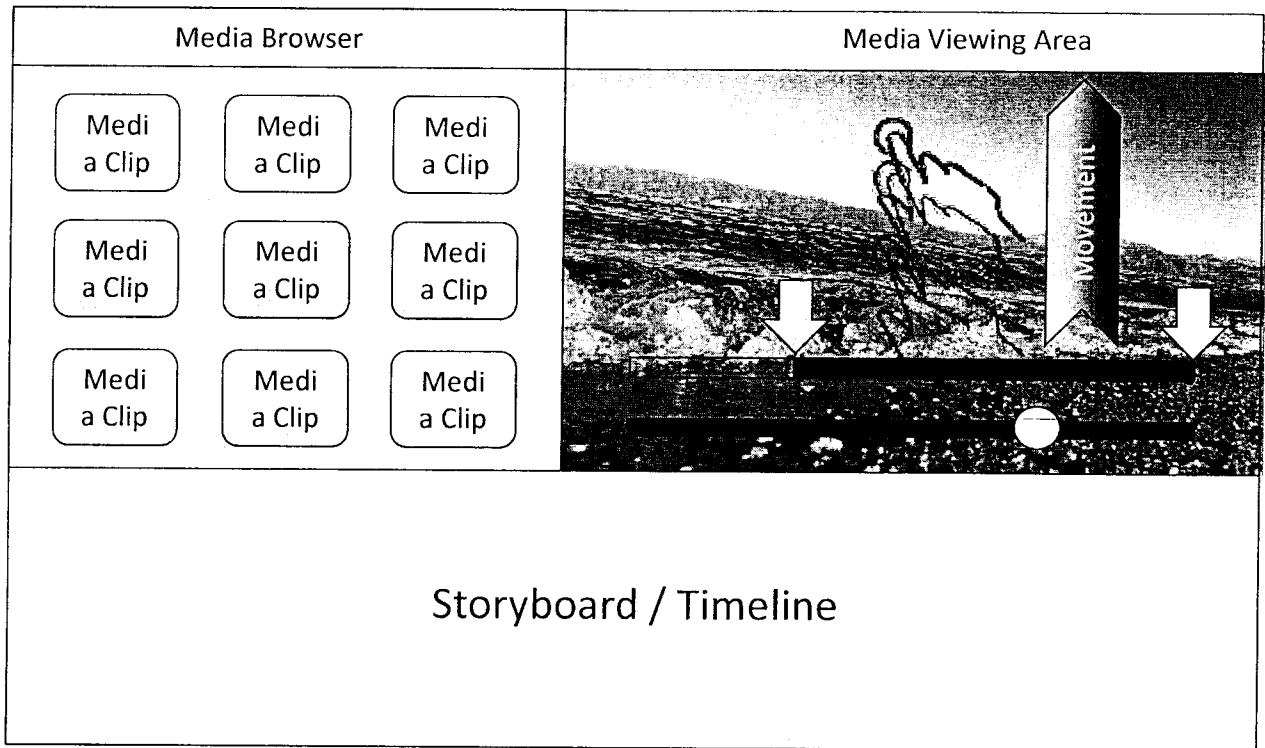 Media Browser
Media Viewing Area
Medi
a Clip
Medi
a Clip
Medi
a Clip
Medi
a Clip
Medi
a Clip
Medi
a Clip
Medi
a Clip
Medi
a Clip
Medi
a Clip
Movement
Storyboard / Timeline